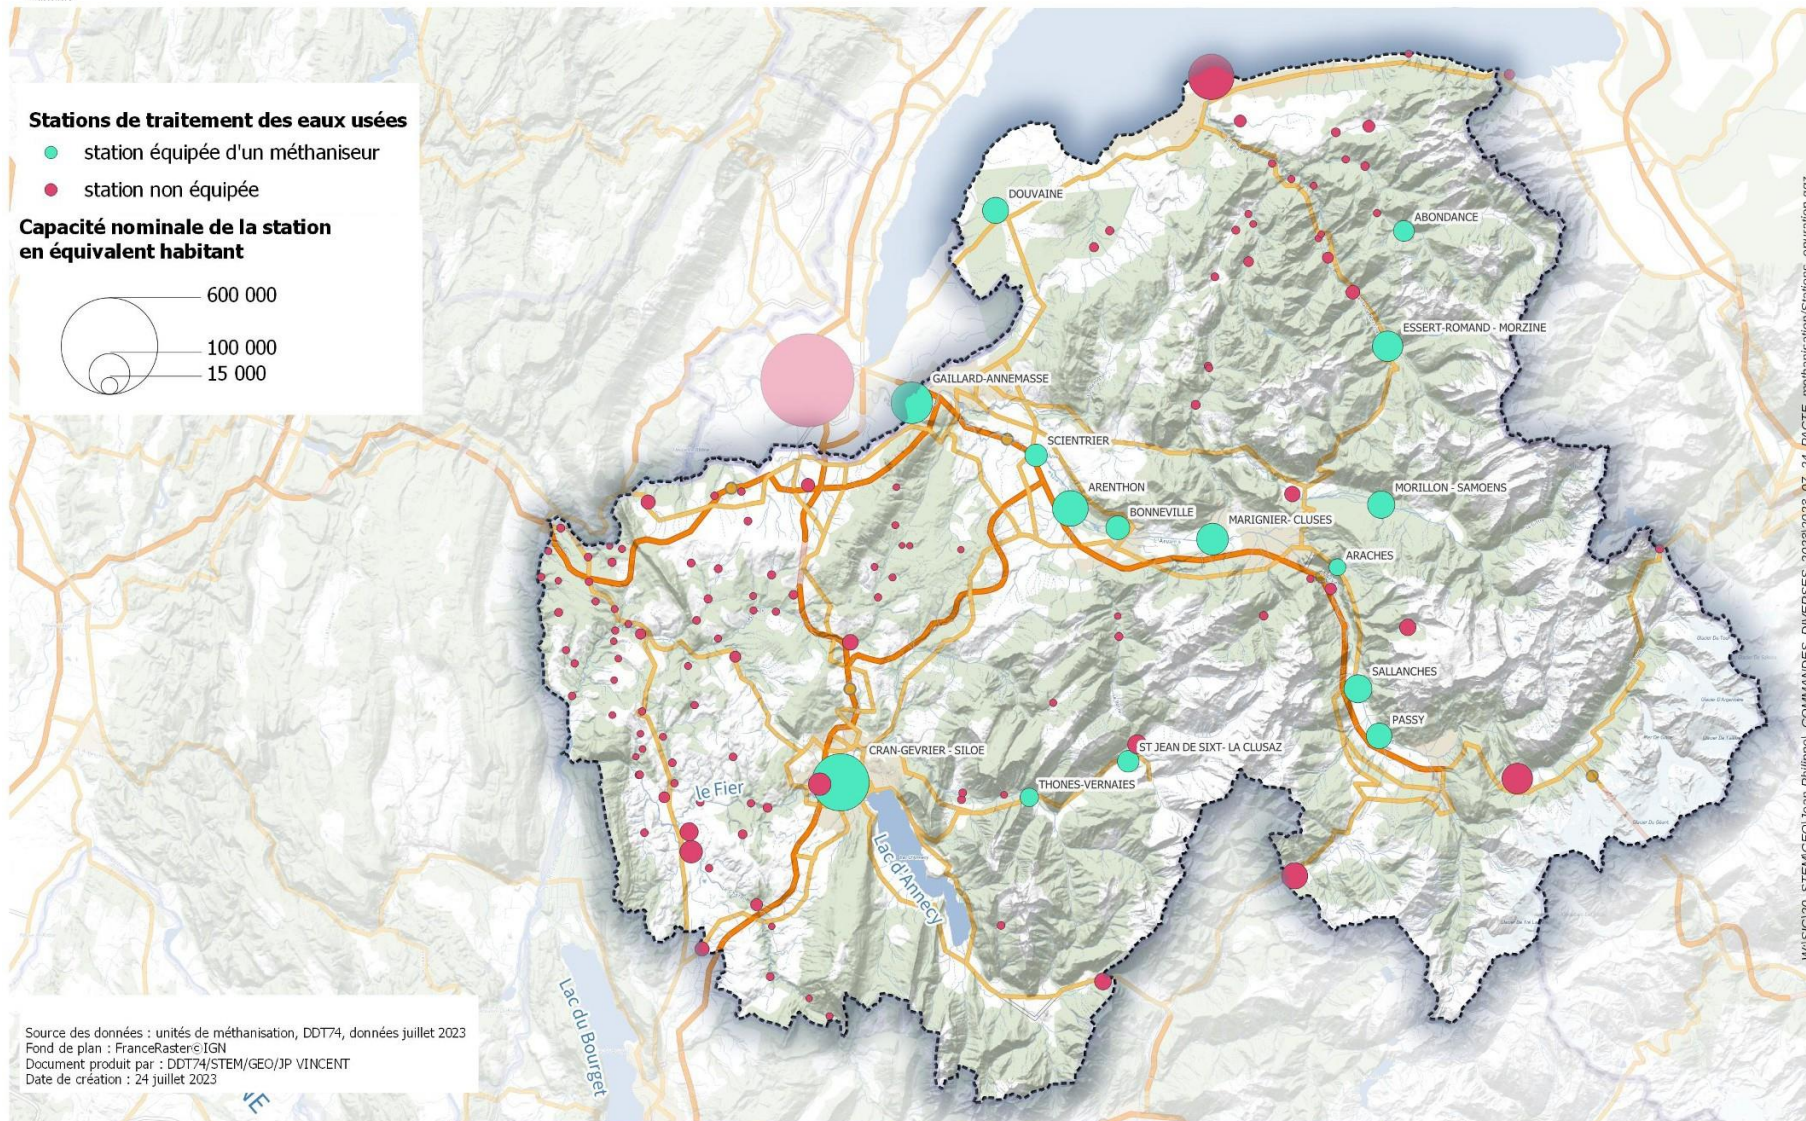 Stations de traitement des eaux usées
station équipée d'un méthaniseur
station non équipée
Capacité nominale de la station
en équivalent habitant
600 000
100 000
15 000
DOUVAINE
ABONDANCE
ESSERT-ROMAND - MORZINE
GAILLARD-ANNEMASSE
SCIENTRIER
ARENTHON
MORILLON - SAMOENS
BONNEVILLE
MARIGNIER- CLUSES
ARACHES
SALLANCHES
PASSY
CRAN-GEVRIER - SILOE
ST JEAN DE SIXT- LA CLUSAZ
THONES-VERNAIES
le Fier
Lac d'Annecy
Lac du Bourget
Source des données : unités de méthanisation, DDT74, données juillet 2023
Fond de plan : FranceRaster©IGN
Document produit par : DDT74/STEM/GEO/JP VINCENT
Date de création : 24 juillet 2023